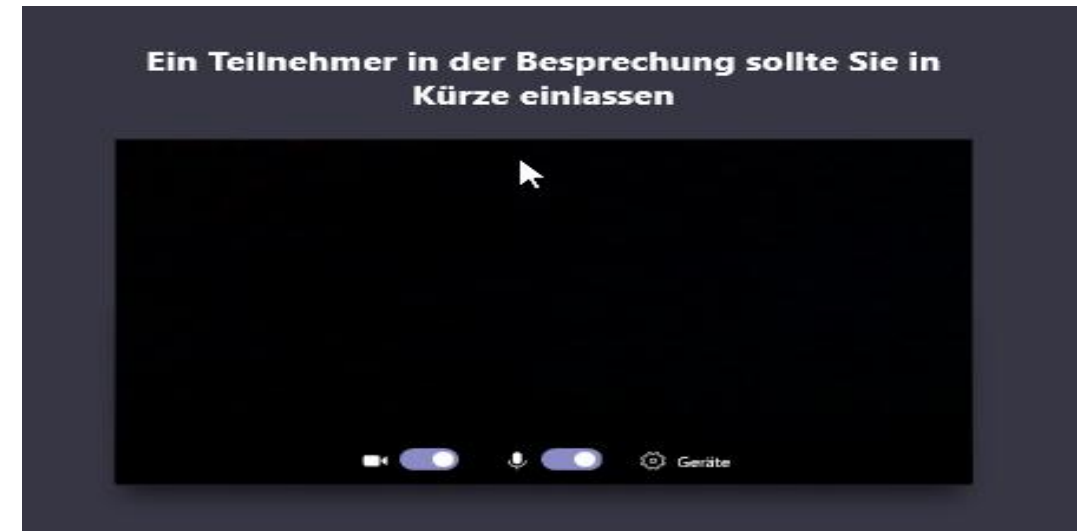 Ein Teilnehmer in der Besprechung sollte Sie in
Kürze einlassen
Geräte